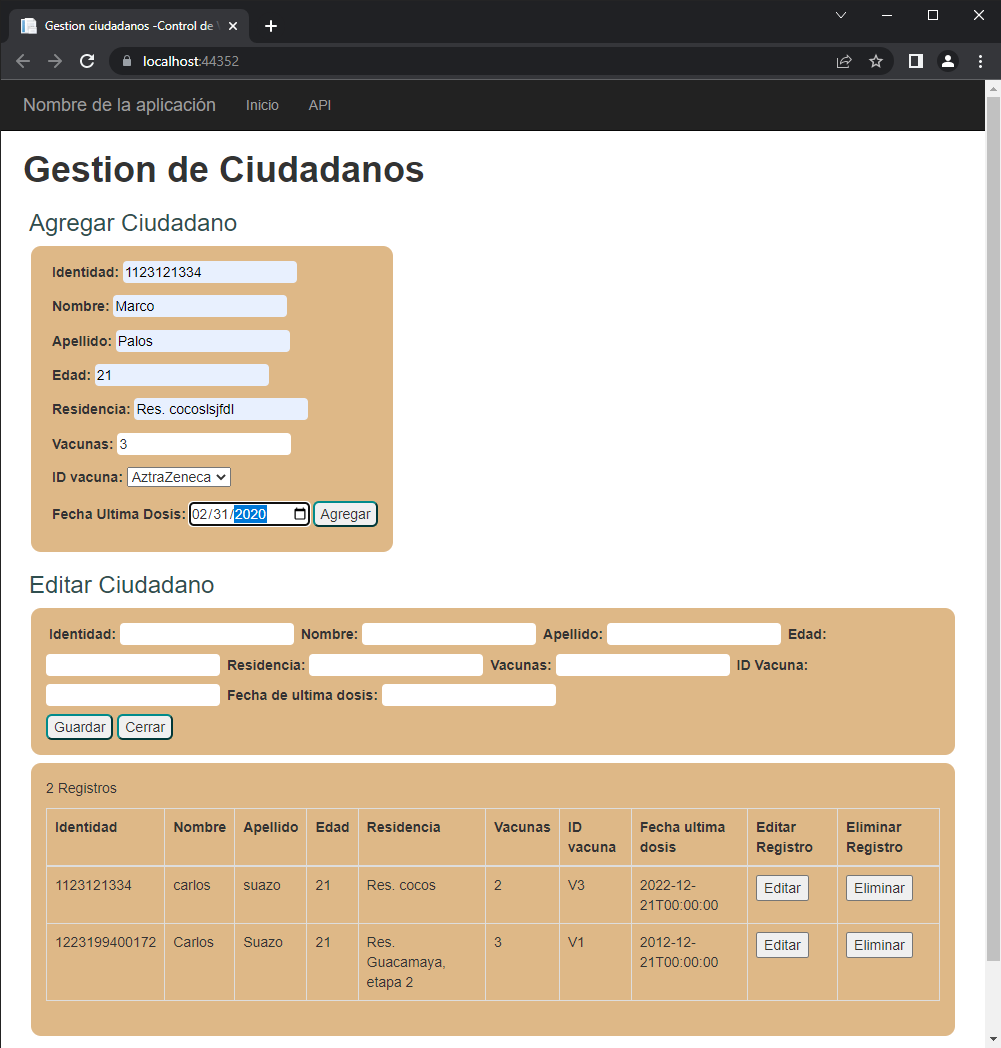 Gestion ciudadanos -Control de
localhost:44352
Nombre de la aplicación Inicio API
Gestion de Ciudadanos
Agregar Ciudadano
Identidad: 1123121334
Nombre: Marco
Apellido: Palos
Edad: 21
Residencia: Res. cocoslsjfdl
Vacunas: 3
ID vacuna: AztraZeneca
Fecha Ultima Dosis: 02/31/2020 Agregar
Editar Ciudadano
Identidad: Nombre: Apellido: Edad:
Residencia: Vacunas: ID Vacuna:
Fecha de ultima dosis:
Guardar Cerrar
2 Registros
Identidad Nombre Apellido Edad Residencia Vacunas ID Fecha ultima Editar Eliminar
vacuna dosis Registro Registro
1123121334 carlos suazo 21 Res. cocos 2 V3 2022-12- Editar Eliminar
21T00:00:00
1223199400172 Carlos Suazo 21 Res. 3 V1 2012-12- Editar Eliminar
Guacamaya, 21T00:00:00
etapa 2